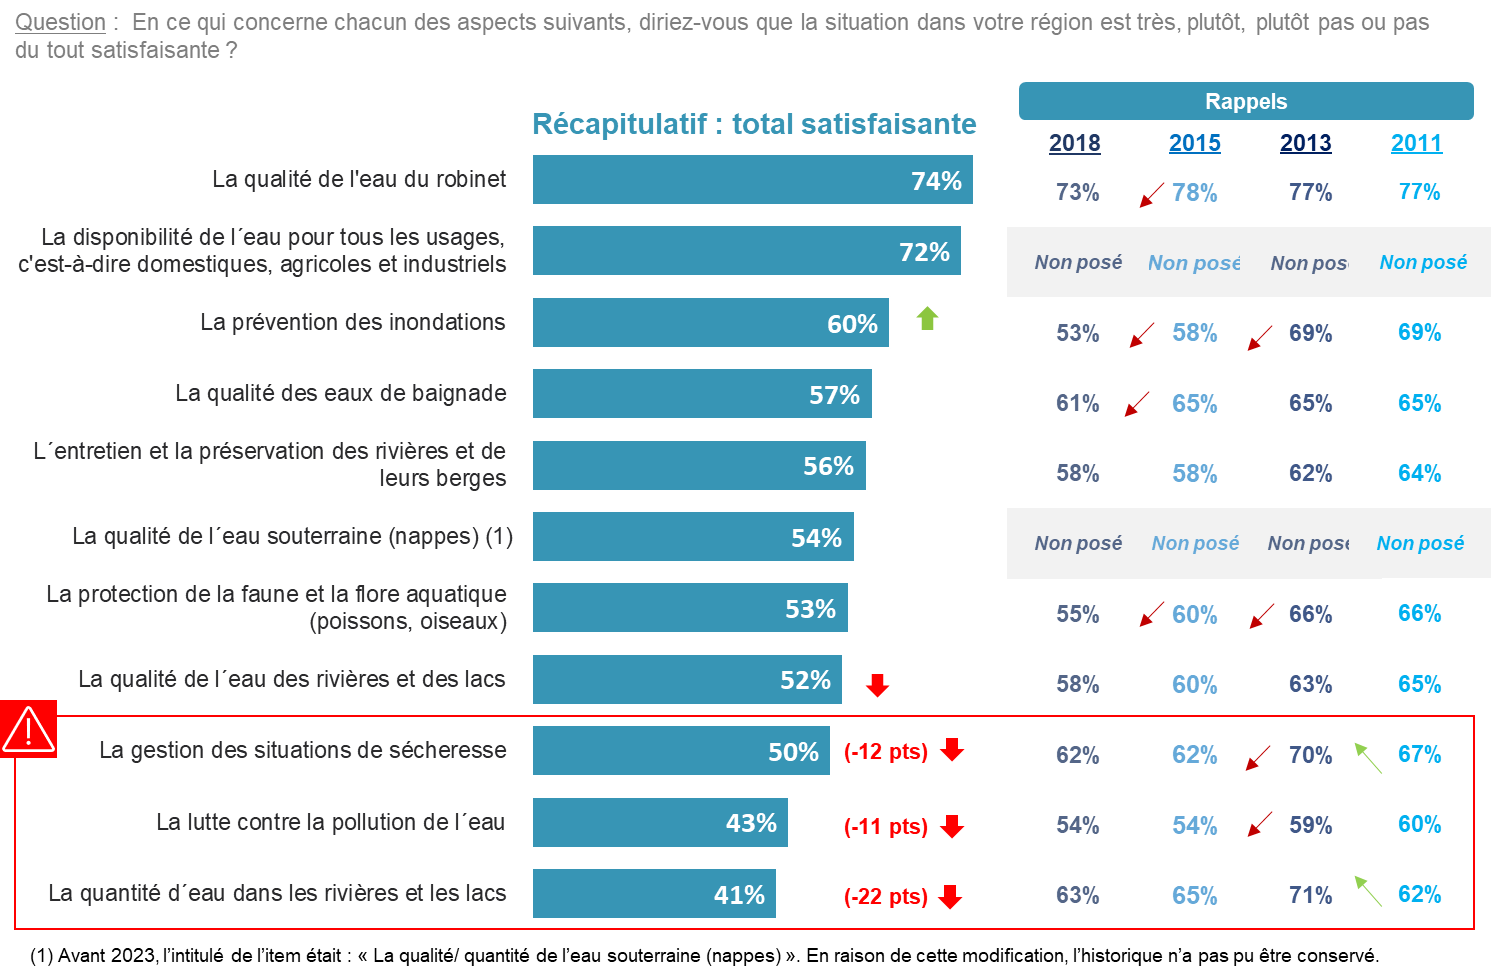 Question : En ce qui concerne chacun des aspects suivants, diriez-vous que la situation dans votre région est très, plutôt, plutôt pas ou pas
du tout satisfaisante ?
Rappels
Récapitulatif : total satisfaisante
2018 2015 2013 2011
La qualité de l'eau du robinet 74% 73% 78% 77% 77%
La disponibilité de l´eau pour tous les usages,
c'est-à-dire domestiques, agricoles et industriels
72% Non posé Non posé Non posé Non posé
La prévention des inondations 60% 53% 58% 69% 69%
La qualité des eaux de baignade 57% 61% 65% 65% 65%
L´entretien et la préservation des rivières et de
leurs berges
56% 58% 58% 62% 64%
La qualité de l´eau souterraine (nappes) (1) 54% Non posé Non posé Non posé Non posé
La protection de la faune et la flore aquatique
(poissons, oiseaux)
53% 55% 60% 66% 66%
La qualité de l´eau des rivières et des lacs 52% 58% 60% 63% 65%
La gestion des situations de sécheresse 50% (-12 pts) 62% 62% 70% 67%
La lutte contre la pollution de l´eau 43% (-11 pts) 54% 54% 59% 60%
La quantité d´eau dans les rivières et les lacs 41% (-22 pts) 63% 65% 71% 62%
(1) Avant 2023, l'intitulé de l'item était : « La qualité/ quantité de l'eau souterraine (nappes) ». En raison de cette modification, l'historique n'a pas pu être conservé.